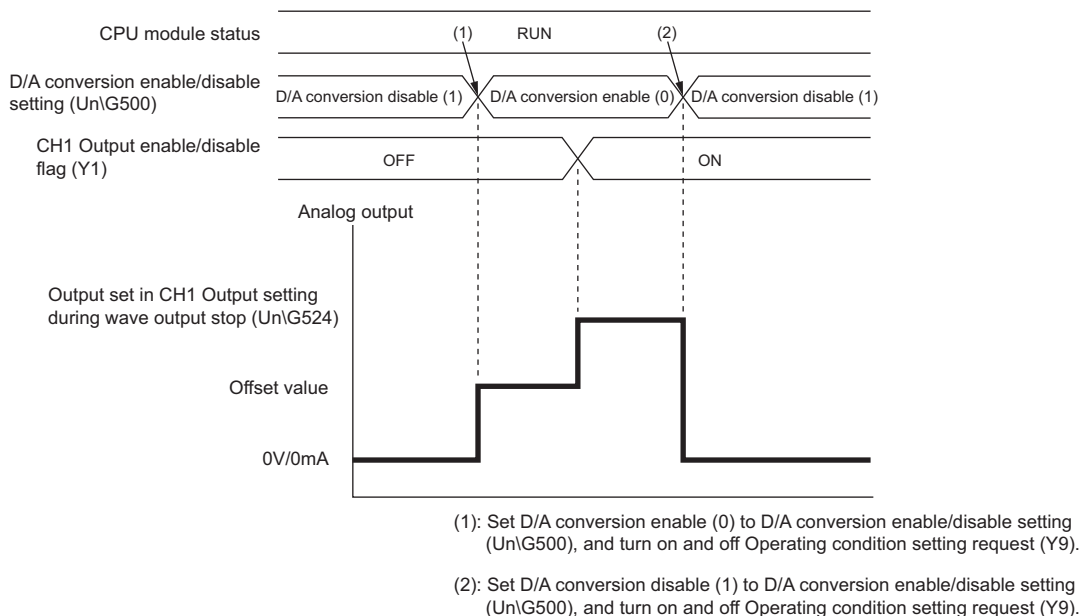 CPU module status
(1)
RUN
(2)
D/A conversion enable/disable
setting (Un\G500)
D/A conversion disable (1)
D/A conversion enable (0)
D/A conversion disable (1)
CH1 Output enable/disable
flag (Y1)
OFF
ON
Analog output
Output set in CH1 Output setting
during wave output stop (Un\G524)
Offset value
0V/0mA
(1): Set D/A conversion enable (0) to D/A conversion enable/disable setting
(Un\G500), and turn on and off Operating condition setting request (Y9).
(2): Set D/A conversion disable (1) to D/A conversion enable/disable setting
(Un\G500), and turn on and off Operating condition setting request (Y9).